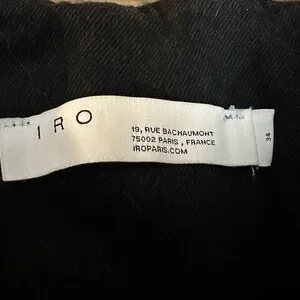 IRO
19, RUE BACHAUMONT
75002 PARIS , FRANCE
IROPARIS.COM
34